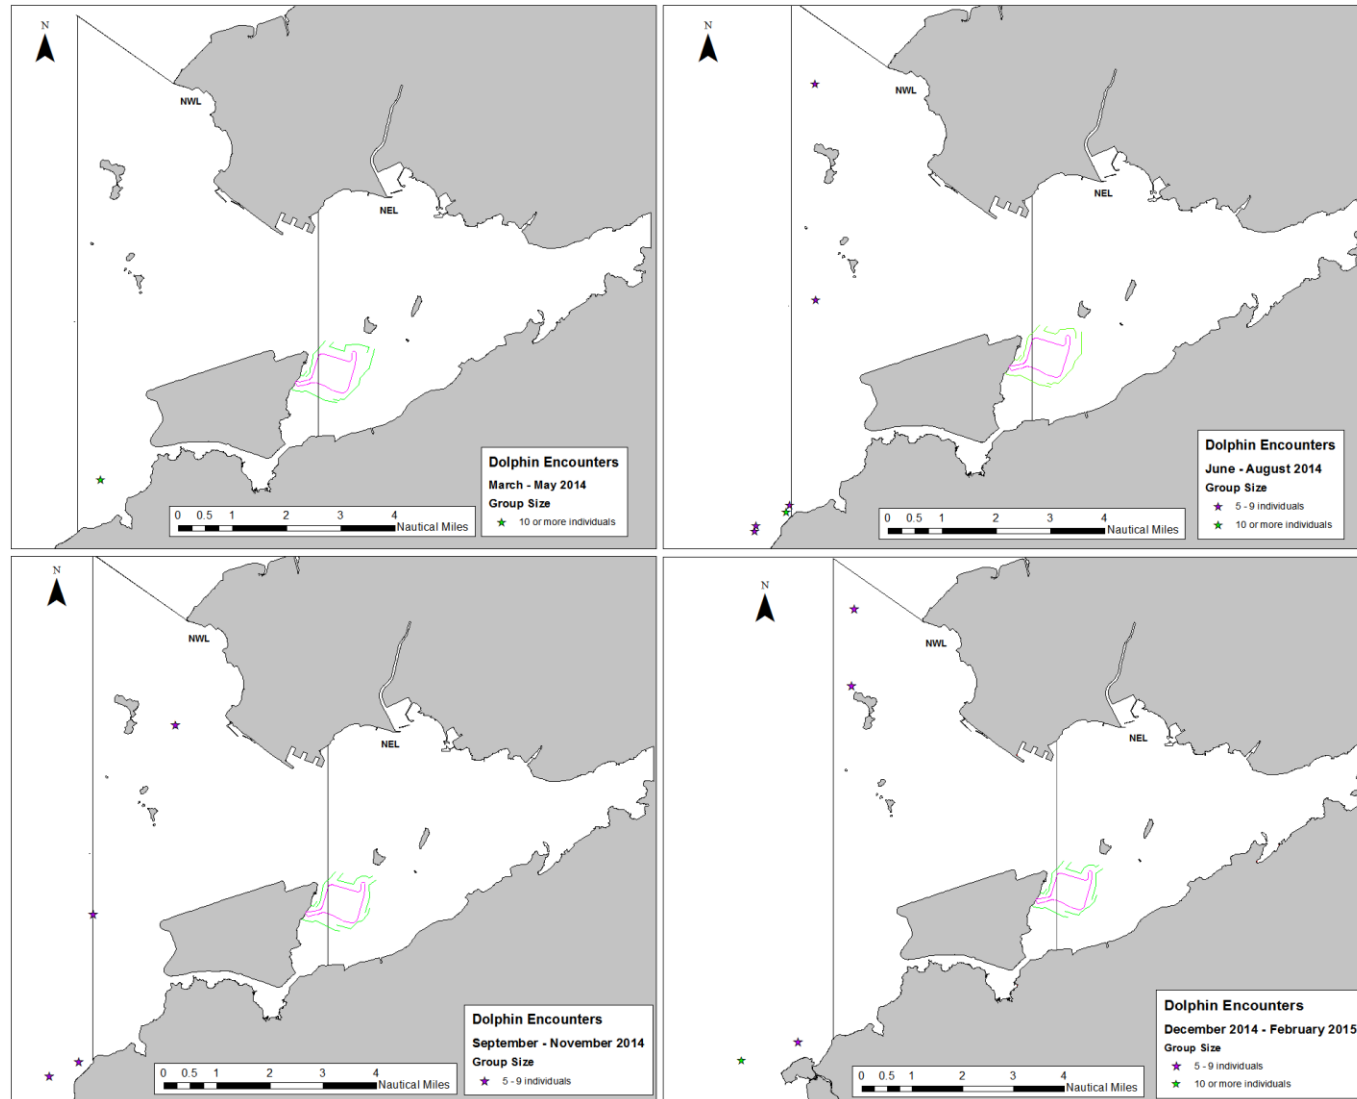 N
NWL
NEL
Dolphin Encounters
March - May 2014
Group Size
10 or more individuals
0 0.5 1 2 3 4
Nautical Miles
N
NWL
NEL
Dolphin Encounters
June - August 2014
Group Size
5 - 9 individuals
10 or more individuals
0 0.5 1 2 3 4
Nautical Miles
N
NWL
NEL
Dolphin Encounters
September - November 2014
Group Size
5 - 9 individuals
0 0.5 1 2 3 4
Nautical Miles
N
NWL
NEL
Dolphin Encounters
December 2014 - February 2015
Group Size
5 - 9 individuals
10 or more individuals
0 0.5 1 2 3 4
Nautical Miles